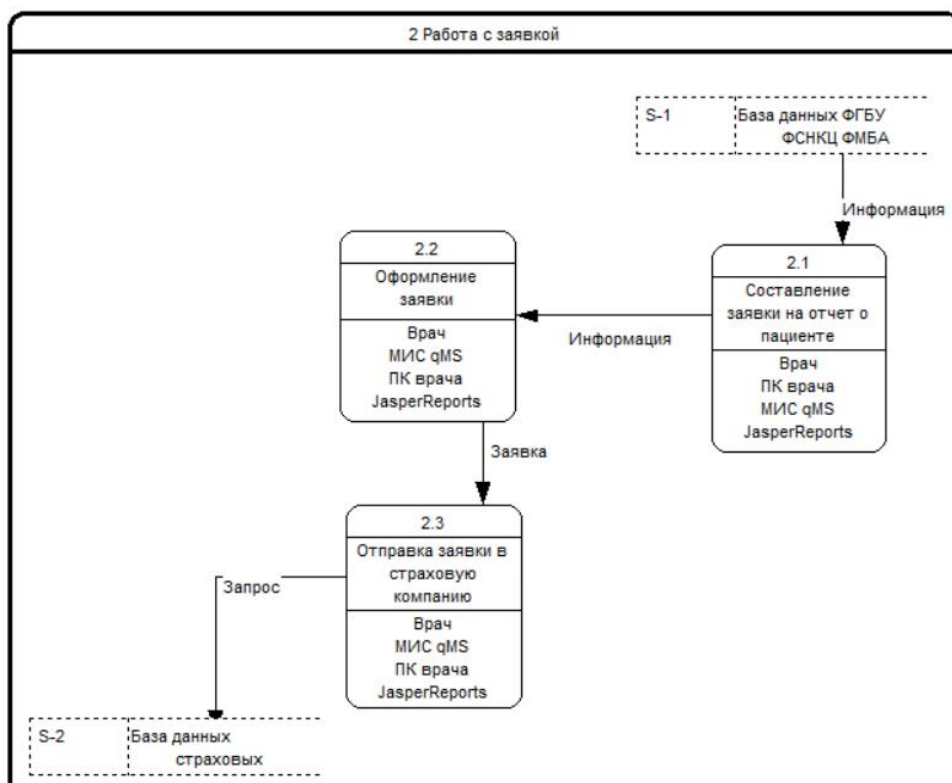 2 Работа с заявкой
S-1
База данных ФГБУ
ФСНКЦ ФМБА
Информация
2.1
Составление
заявки на отчет о
пациенте
Врач
ПК врача
МИС qMS
JasperReports
Информация
2.2
Оформление
заявки
Врач
МИС qMS
ПК врача
JasperReports
Заявка
2.3
Отправка заявки в
страховую
компанию
Врач
МИС qMS
ПК врача
JasperReports
Запрос
S-2
База данных
страховых